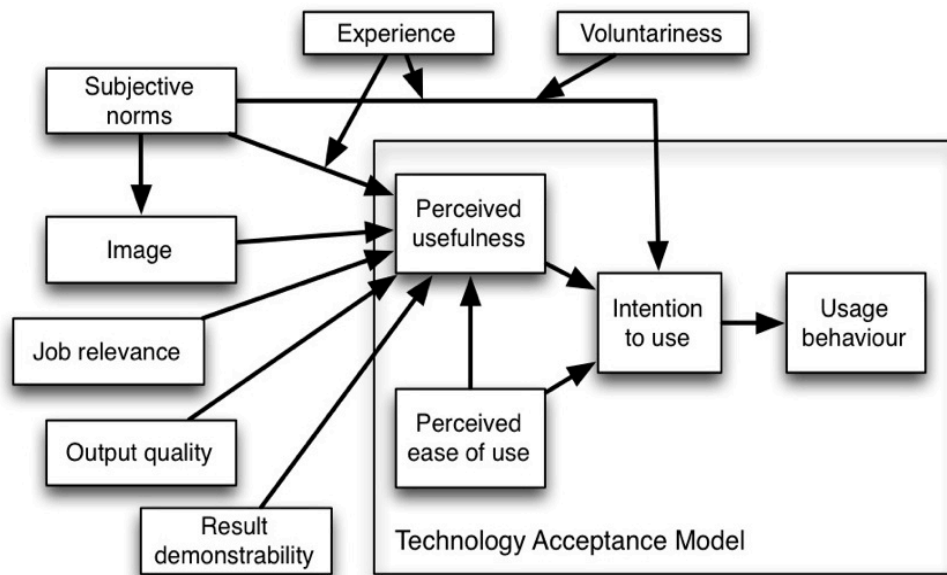 Experience
Voluntariness
Subjective
norms
Image
Perceived
usefulness
Job relevance
Intention
to use
Usage
behaviour
Output quality
Perceived
ease of use
Result
demonstrability
Technology Acceptance Model